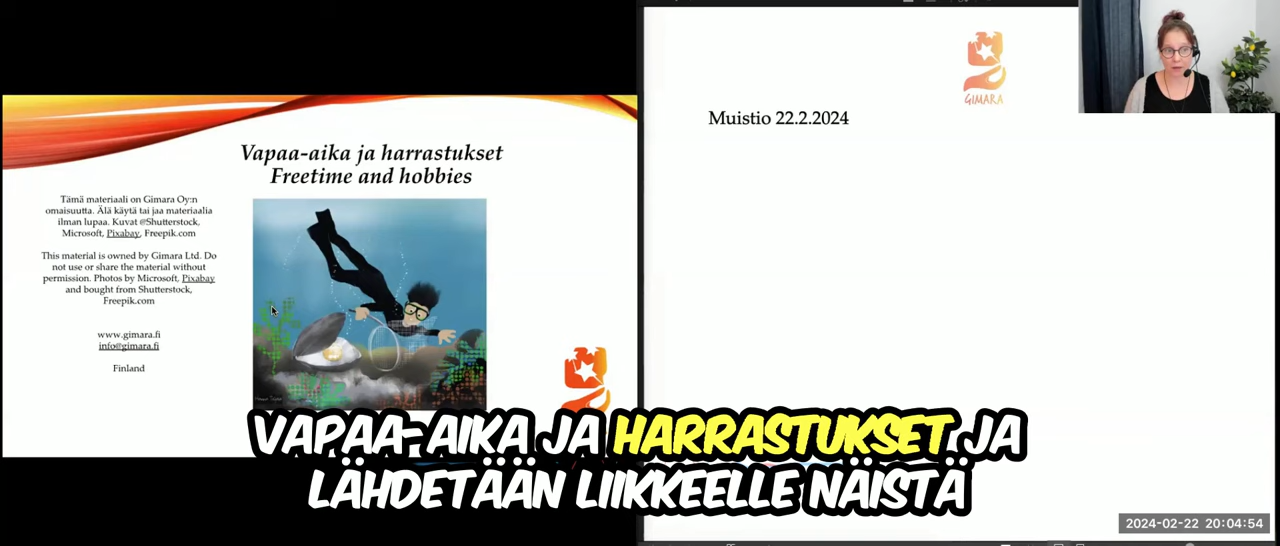 Vapaa-aika ja harrastukset
Freetime and hobbies
Tämä materiaali on Gimara Oy:n
omaisuutta. Älä käytä tai jaa materiaalia
ilman lupaa. Kuvat @Shutterstock,
Microsoft, Pixabay, Freepik.com
This material is owned by Gimara Ltd. Do
not use or share the material without
permission. Photos by Microsoft, Pixabay
and bought from Shutterstock,
Freepik.com
www.gimara.fi
info@gimara.fi
Finland
GIMARA
Muistio 22.2.2024
VAPAA-AIKA JA HARRASTUKSET JA
LÄHDETÄÄN LIIKKEELLE NÄISTÄ
2024-02-22 20:04:54